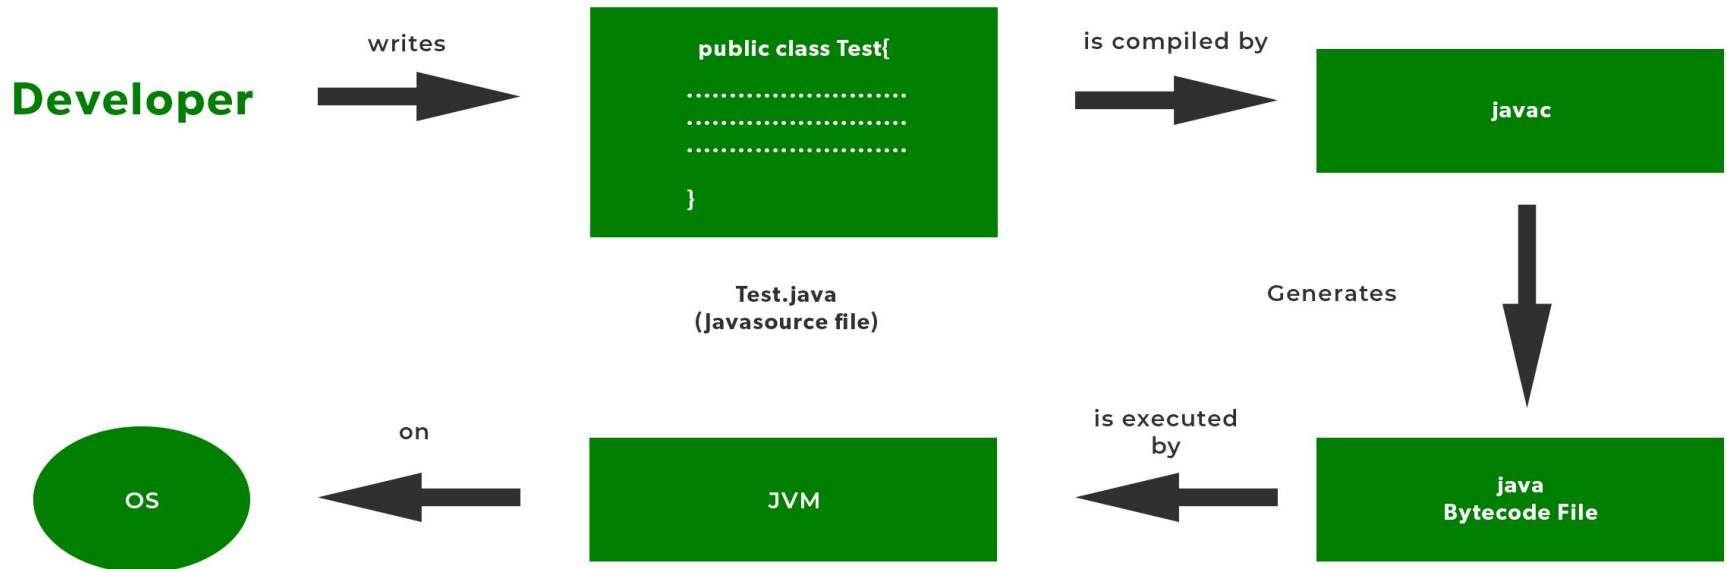 writes
Developer
public class Test{
..........................
..........................
..........................
}
Test.java
(Javasource file)
is compiled by
javac
Generates
java
Bytecode File
is executed
by
JVM
on
OS